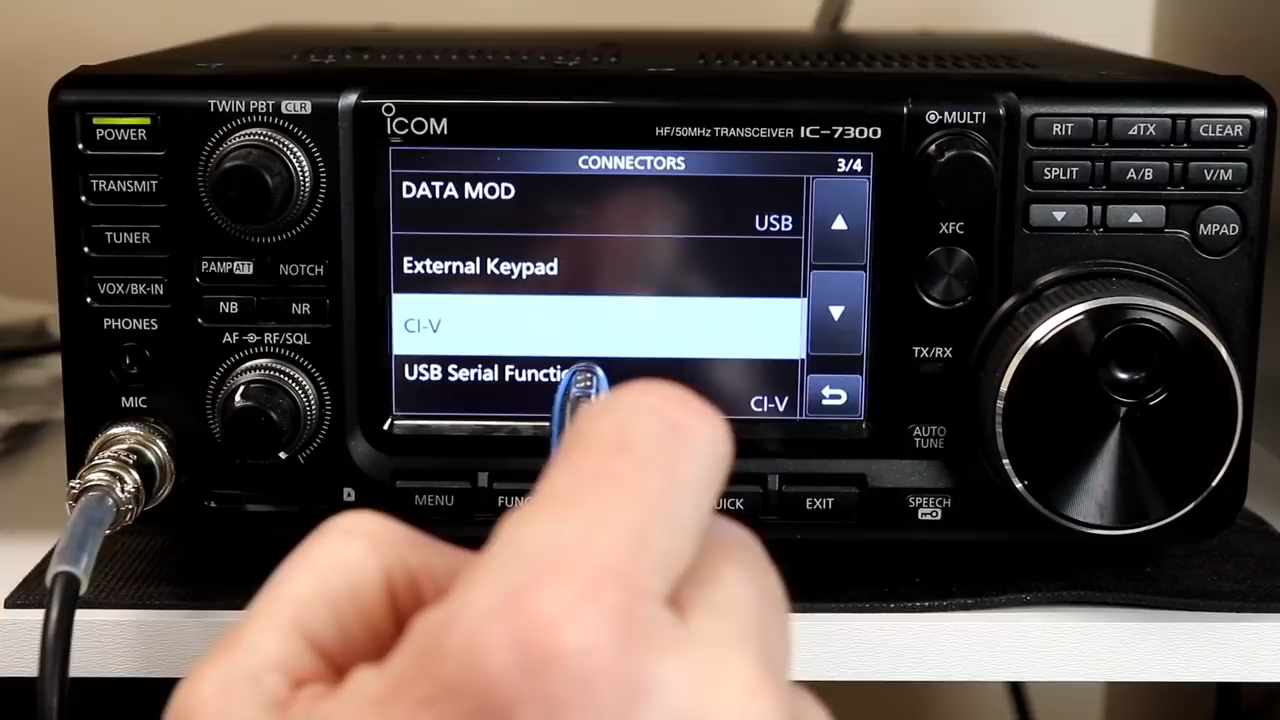 TWIN PBT CLR
POWER
TRANSMIT
TUNER
VOX/BK-IN
PHONES
MIC
P.AMP ATT
NOTCH
NB
NR
AF RF/SQL
ICOM
HF/50MHz TRANSCEIVER IC-7300
CONNECTORS 3/4
DATA MOD
USB
External Keypad
CI-V
USB Serial
CI-V
MENU
EXIT
MULTI
XFC
TX/RX
AUTO
TUNE
SPEECH
RIT
ΔTX
CLEAR
SPLIT
A/B
V/M
MPAD